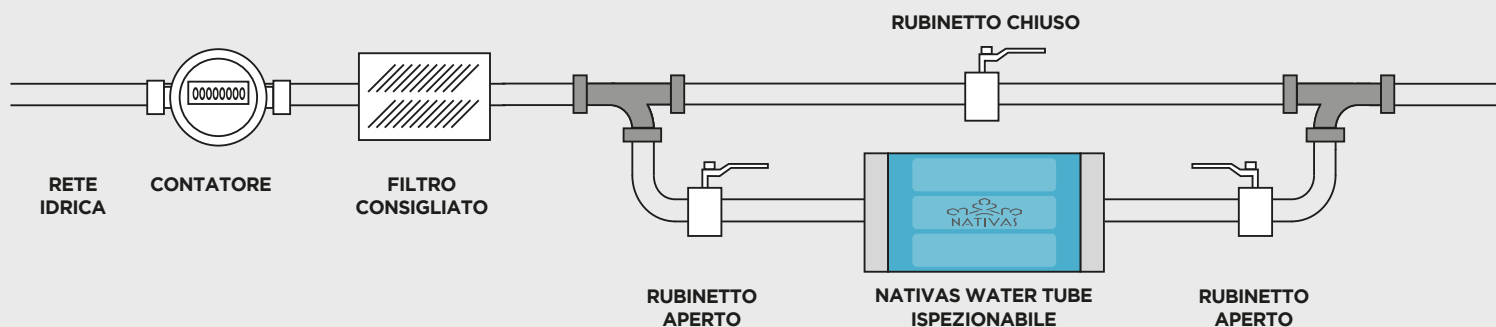 RUBINETTO CHIUSO
00000000
RETE
IDRICA
CONTATORE
FILTRO
CONSIGLIATO
NATIVAS
RUBINETTO
APERTO
NATIVAS WATER TUBE
ISPEZIONABILE
RUBINETTO
APERTO